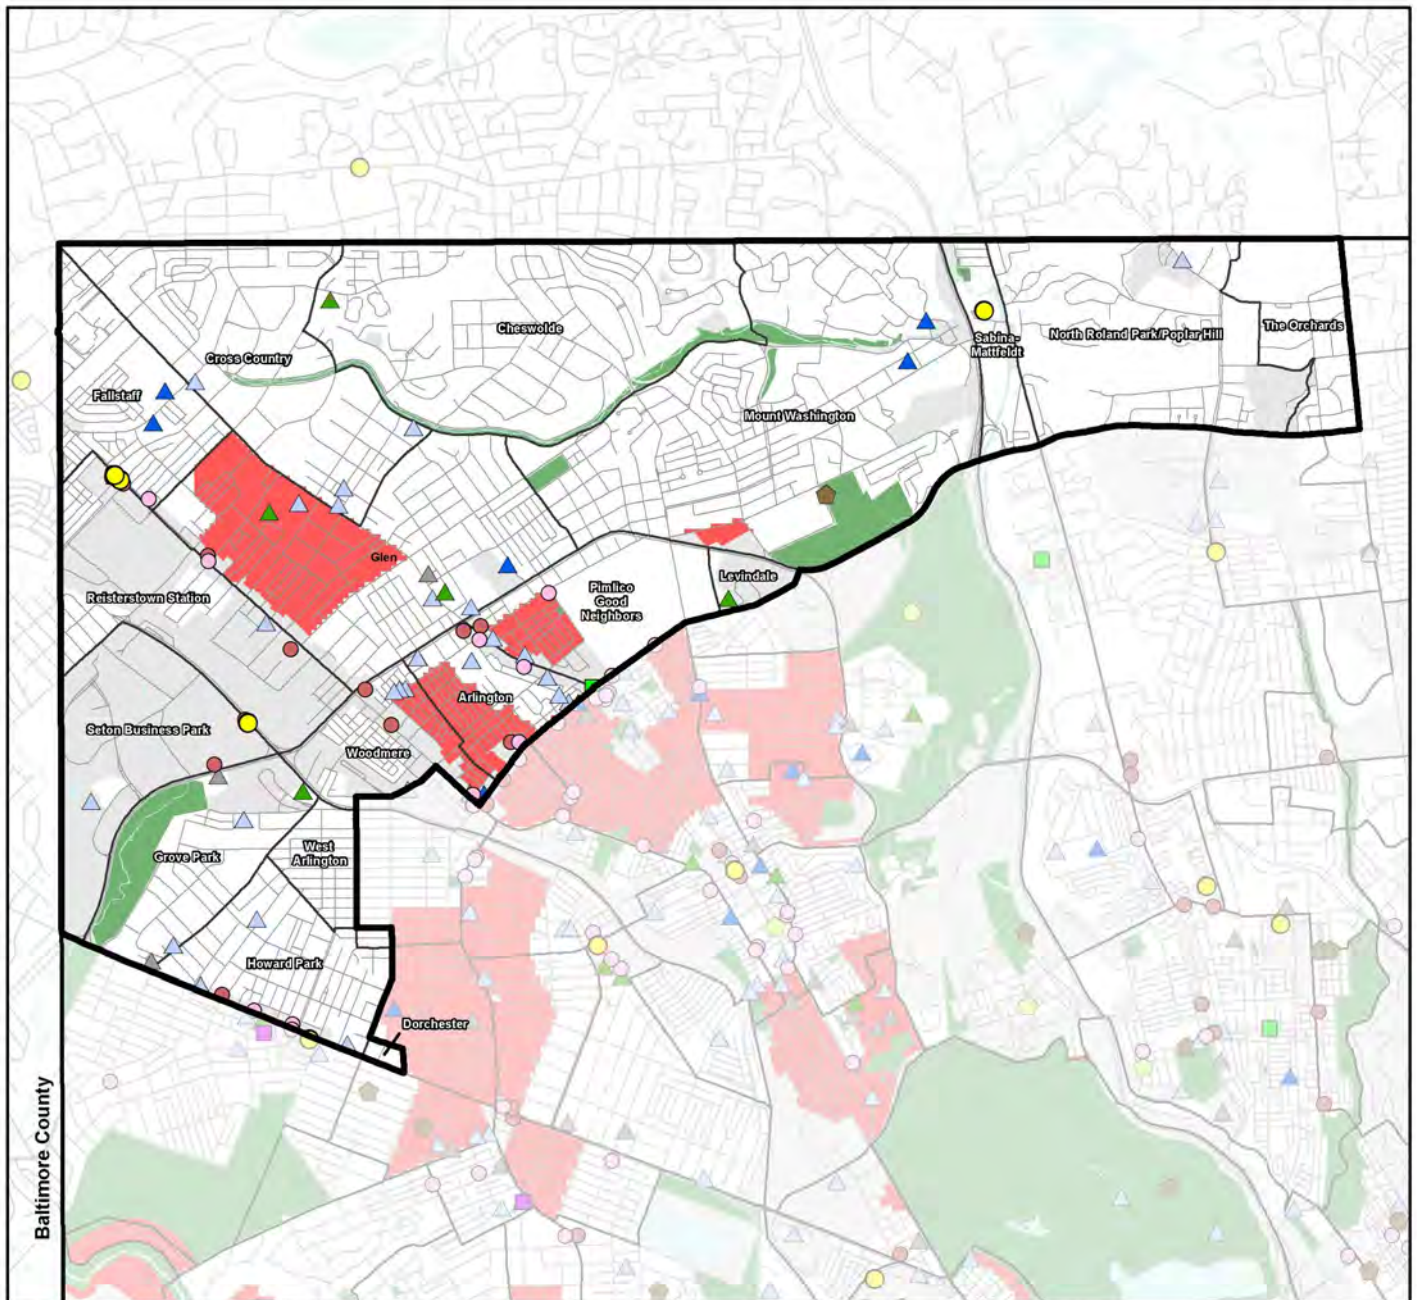 Cheswolde
Sabina-
Mattfeldt
North Roland Park/Poplar Hill
The Orchards
Cross Country
Fallstaff
Mount Washington
Glen
Levindale
Pimlico
Good
Neighbors
Reisterstown Station
Arlington
Seton Business Park
Woodmere
West
Arlington
Grove Park
Howard Park
Dorchester
Baltimore County